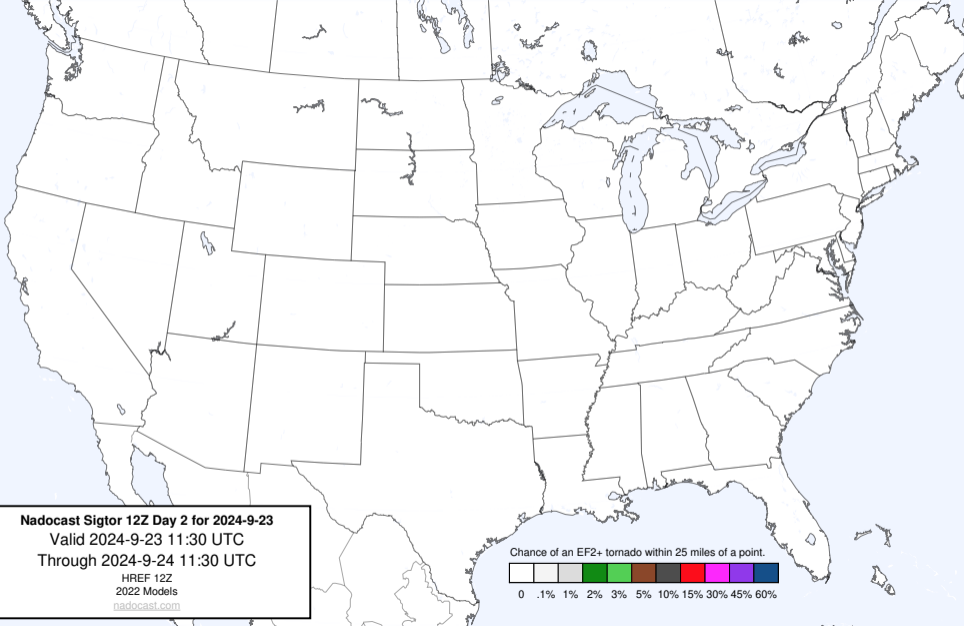 Nadocast Sigtor 12Z Day 2 for 2024-9-23
Valid 2024-9-23 11:30 UTC
Through 2024-9-24 11:30 UTC
HREF 12Z
2022 Models
nadocast.com
Chance of an EF2+ tornado within 25 miles of a point.
0 .1% 1% 2% 3% 5% 10% 15% 30% 45% 60%